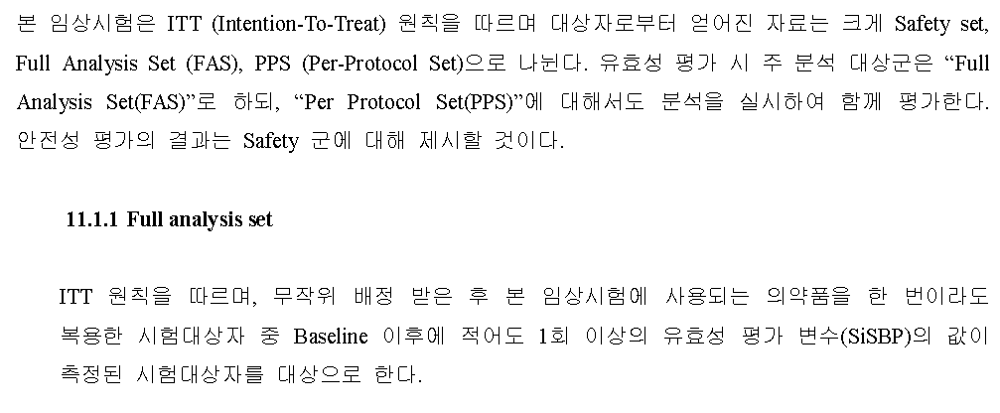 본 임상시험은 ITT (Intention-To-Treat) 원칙을 따르며 대상자로부터 얻어진 자료는 크게 Safety set,
Full Analysis Set (FAS), PPS (Per-Protocol Set)으로 나뉜다. 유효성 평가 시 주 분석 대상군은 “Full
Analysis Set(FAS)”로 하되, “Per Protocol Set(PPS)”에 대해서도 분석을 실시하여 함께 평가한다.
안전성 평가의 결과는 Safety 군에 대해 제시할 것이다.
11.1.1 Full analysis set
ITT 원칙을 따르며, 무작위 배정 받은 후 본 임상시험에 사용되는 의약품을 한 번이라도
복용한 시험대상자 중 Baseline 이후에 적어도 1회 이상의 유효성 평가 변수(SiSBP)의 값이
측정된 시험대상자를 대상으로 한다.